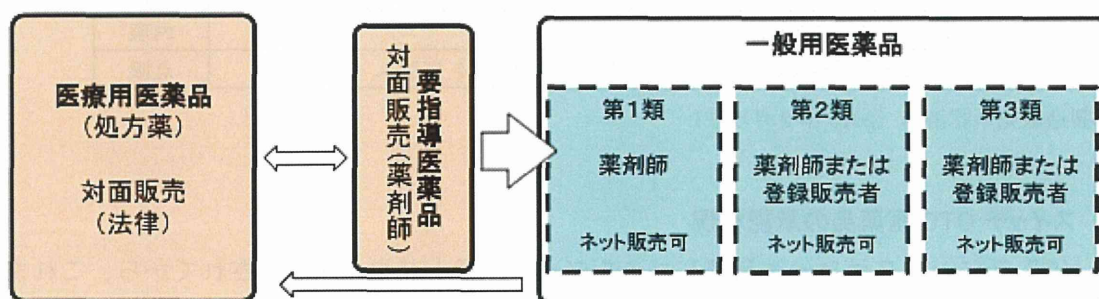 医療用医薬品
（処方薬）
対面販売
（法律）
要指導医薬品
対面販売（薬剤師）
一般用医薬品
第1類
薬剤師
ネット販売可
第2類
薬剤師または
登録販売者
ネット販売可
第3類
薬剤師または
登録販売者
ネット販売可